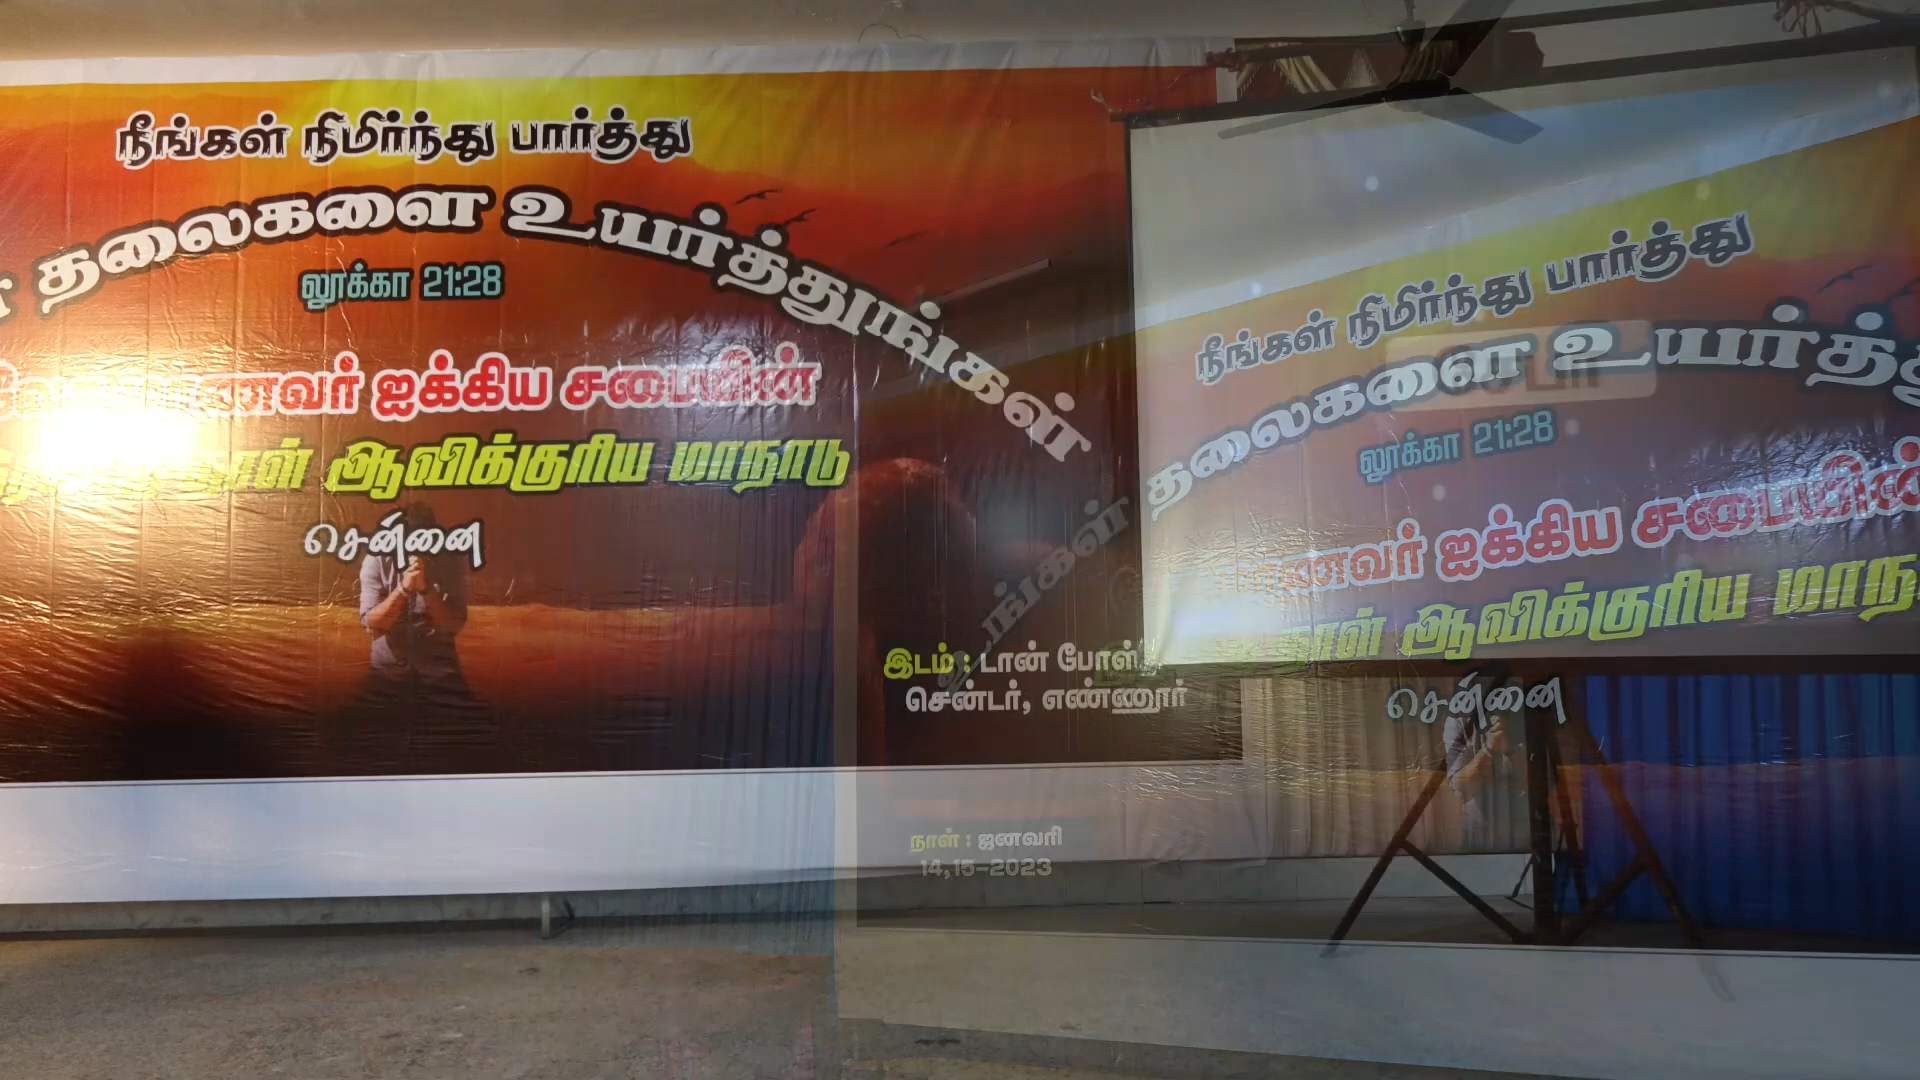 நீங்கள் நிமிர்ந்து பார்த்து
தலைகளை உயர்த்துங்கள்
லூக்கா 21:28
ஐக்கிய சபையின்
நாள் ஆவிக்குரிய மாநாடு
சென்னை
இடம் : டான்
சென்டர், எண்ணூர்
நாள் : ஜனவரி
14,15-2023
நீங்கள் நிமிர்ந்து பார்த்து
தலைகளை
லூக்கா 21:28
ஐக்கிய சபையின்
நாள் ஆவிக்குரிய
சென்னை